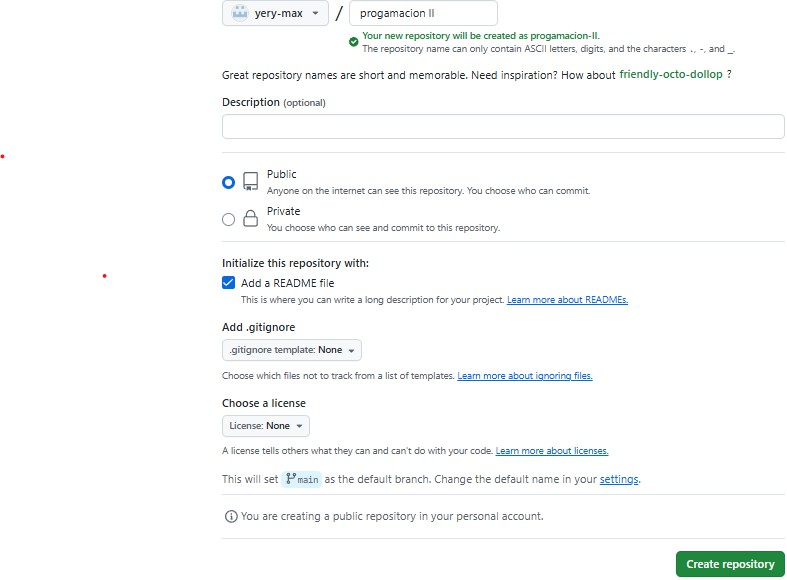 yery-max / progamacion II
Your new repository will be created as progamacion-II.
The repository name can only contain ASCII letters, digits, and the characters ., -, and _.
Great repository names are short and memorable. Need inspiration? How about friendly-octo-dollop ?
Description (optional)
Public
Anyone on the internet can see this repository. You choose who can commit.
Private
You choose who can see and commit to this repository.
Initialize this repository with:
Add a README file
This is where you can write a long description for your project. Learn more about READMEs.
Add .gitignore
.gitignore template: None
Choose which files not to track from a list of templates. Learn more about ignoring files.
Choose a license
License: None
A license tells others what they can and can't do with your code. Learn more about licenses.
This will set main as the default branch. Change the default name in your settings.
You are creating a public repository in your personal account.
Create repository